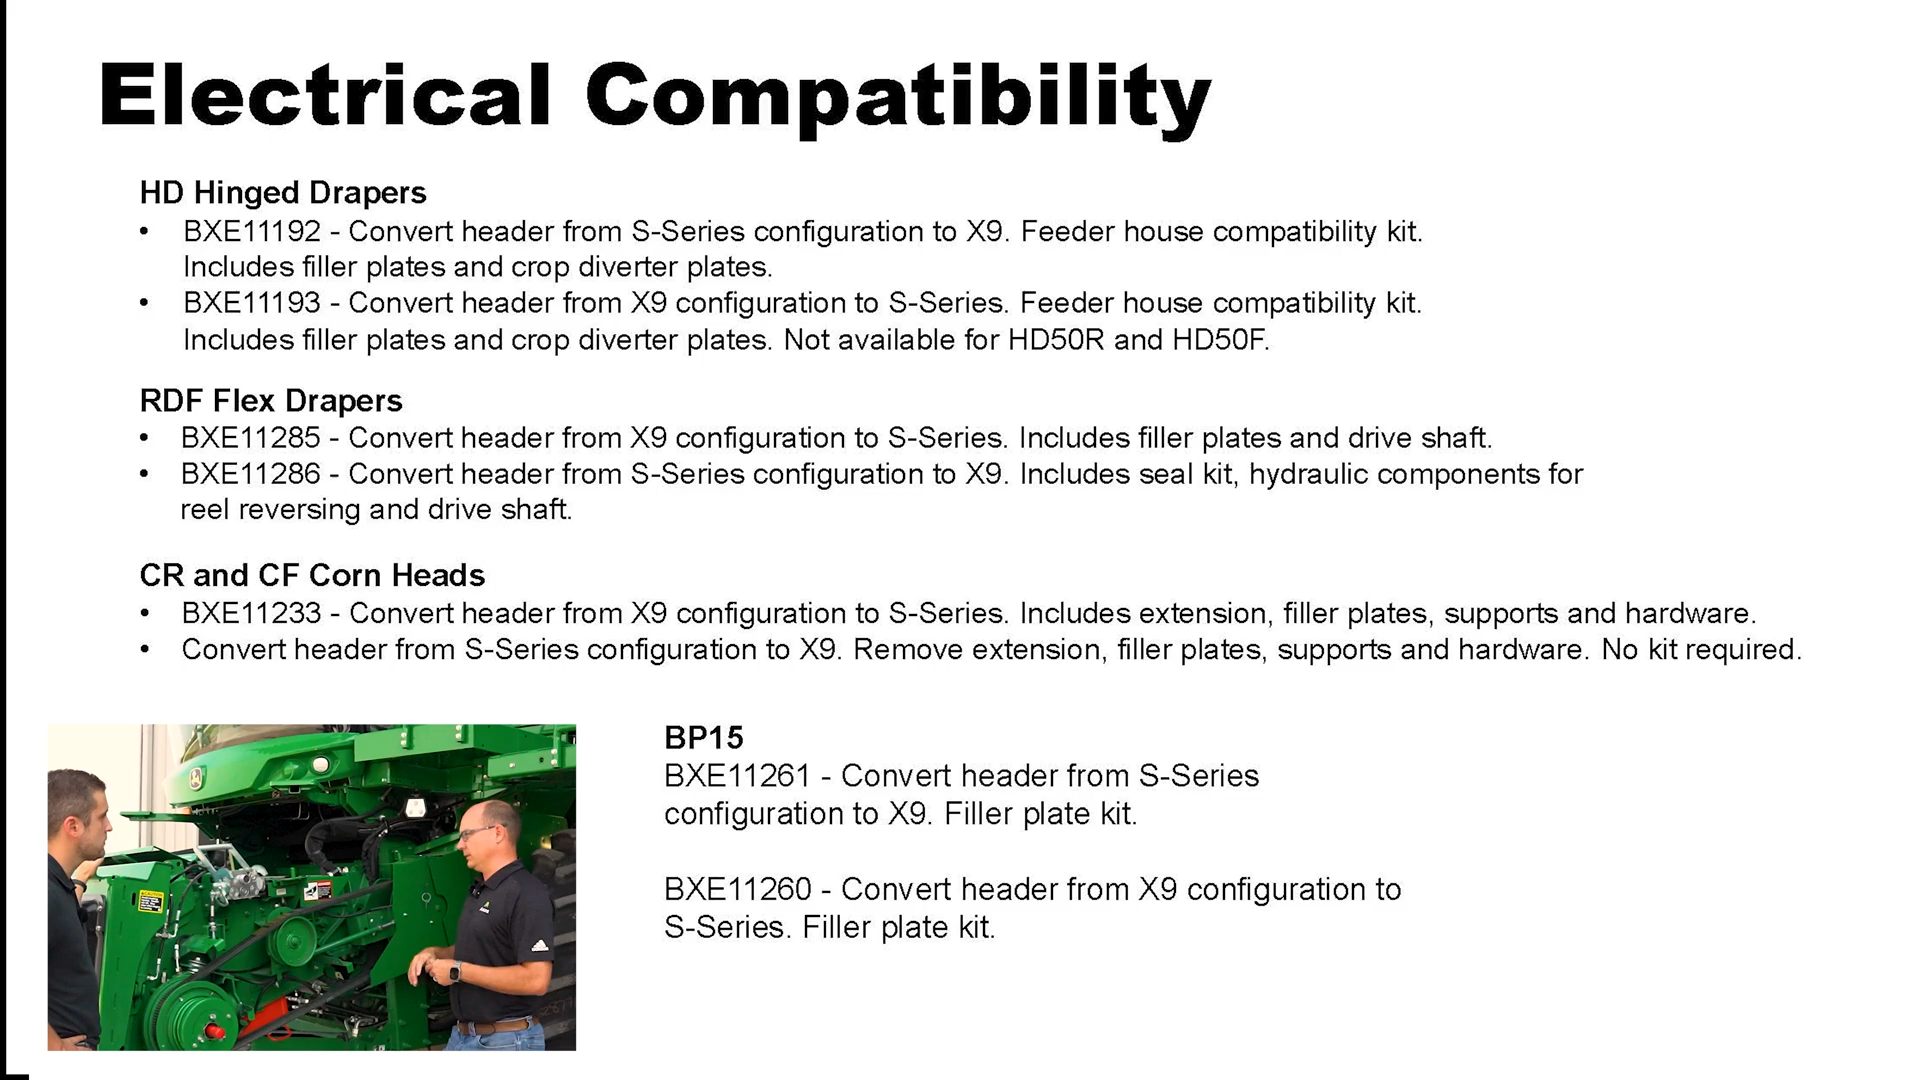 Electrical Compatibility
HD Hinged Drapers
• BXE11192 - Convert header from S-Series configuration to X9. Feeder house compatibility kit.
Includes filler plates and crop diverter plates.
• BXE11193 - Convert header from X9 configuration to S-Series. Feeder house compatibility kit.
Includes filler plates and crop diverter plates. Not available for HD50R and HD50F.
RDF Flex Drapers
• BXE11285 - Convert header from X9 configuration to S-Series. Includes filler plates and drive shaft.
• BXE11286 - Convert header from S-Series configuration to X9. Includes seal kit, hydraulic components for
reel reversing and drive shaft.
CR and CF Corn Heads
• BXE11233 - Convert header from X9 configuration to S-Series. Includes extension, filler plates, supports and hardware.
• Convert header from S-Series configuration to X9. Remove extension, filler plates, supports and hardware. No kit required.
BP15
BXE11261 - Convert header from S-Series
configuration to X9. Filler plate kit.
BXE11260 - Convert header from X9 configuration to
S-Series. Filler plate kit.